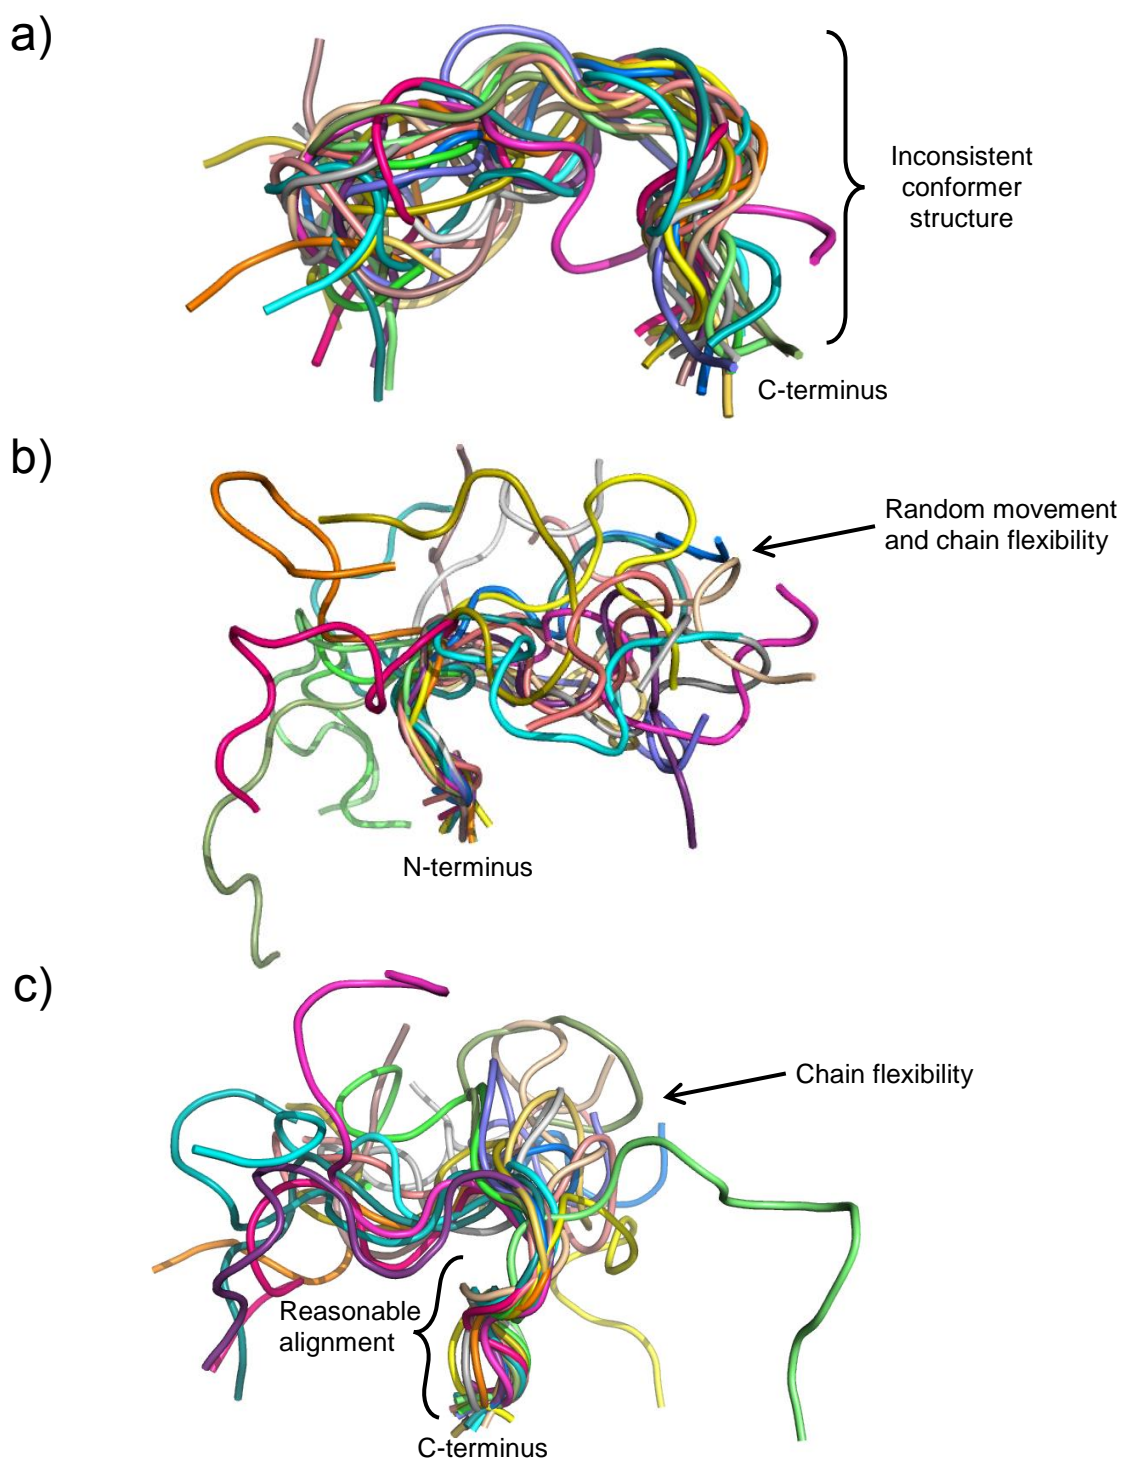 a)
Inconsistent
conformer
structure
C-terminus
b)
Random movement
and chain flexibility
N-terminus
c)
Chain flexibility
Reasonable
alignment
C-terminus